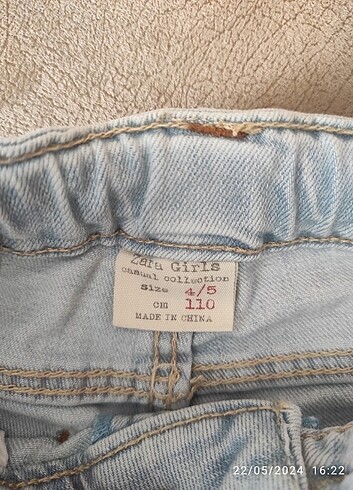 Zara Girls
casual collection
Size 4/5
CM 110
MADE IN CHINA
22/05/2024 16:22